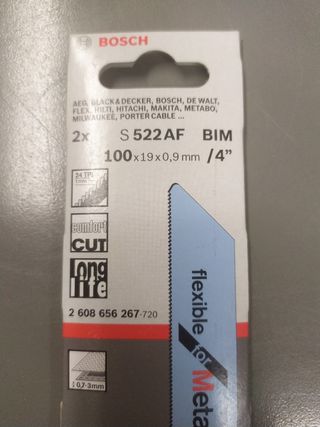 BOSCH
AEG, BLACK & DECKER, BOSCH, DE WALT,
FLEX, HILTI, HITACHI, MAKITA, METABO,
MILWAUKEE, PORTER CABLE ...
2x S 522 AF BIM
100 x 19 x 0,9 mm /4"
24 TPI
comfort
CUT
long
life
2 608 656 267-720
0,7-3mm
flexible for Meta